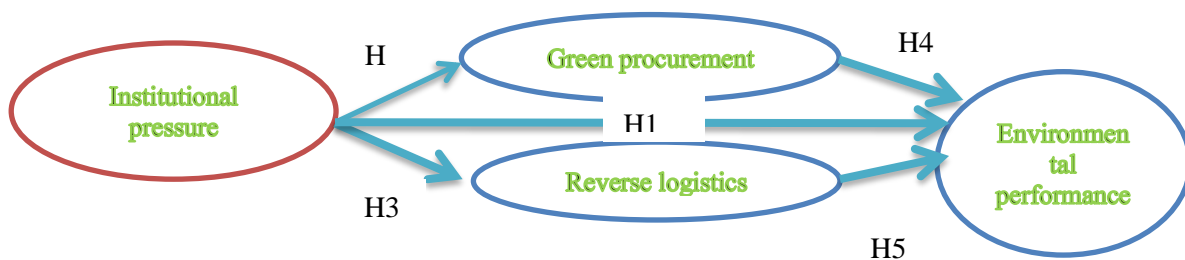 H
H4
Green procurement
Institutional
pressure
H1
Environmen
tal
performance
Reverse logistics
H3
H5